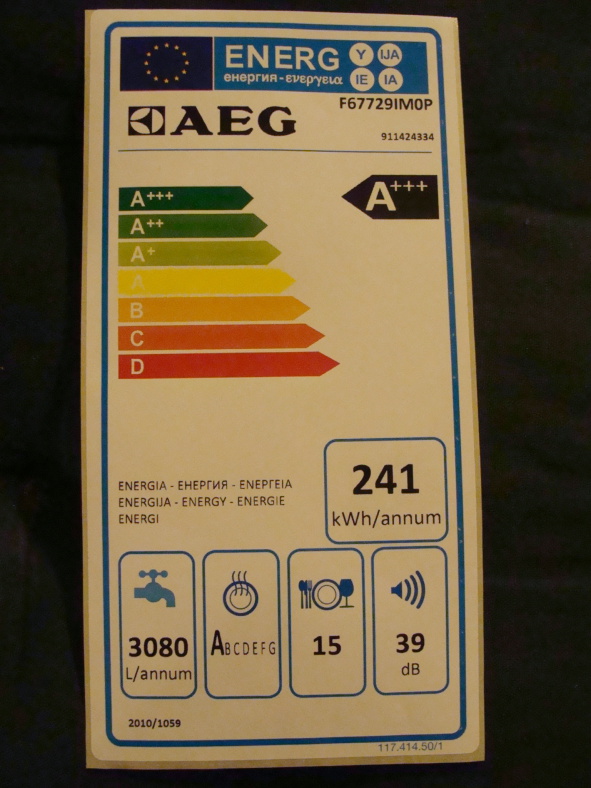 ENERG Y IJA
енергия - ενεργεια IE IA
F67729IM0P
AEG
911424334
A+++
A+++
A++
A+
A
B
C
D
241
kWh/annum
ENERGIA - ЕНЕРГИЯ - ΕΝΕΡΓΕΙΑ
ENERGIJA - ENERGY - ENERGIE
ENERGI
3080
L/annum
ABCDEFG
15
39
dB
2010/1059
117.414.50/1